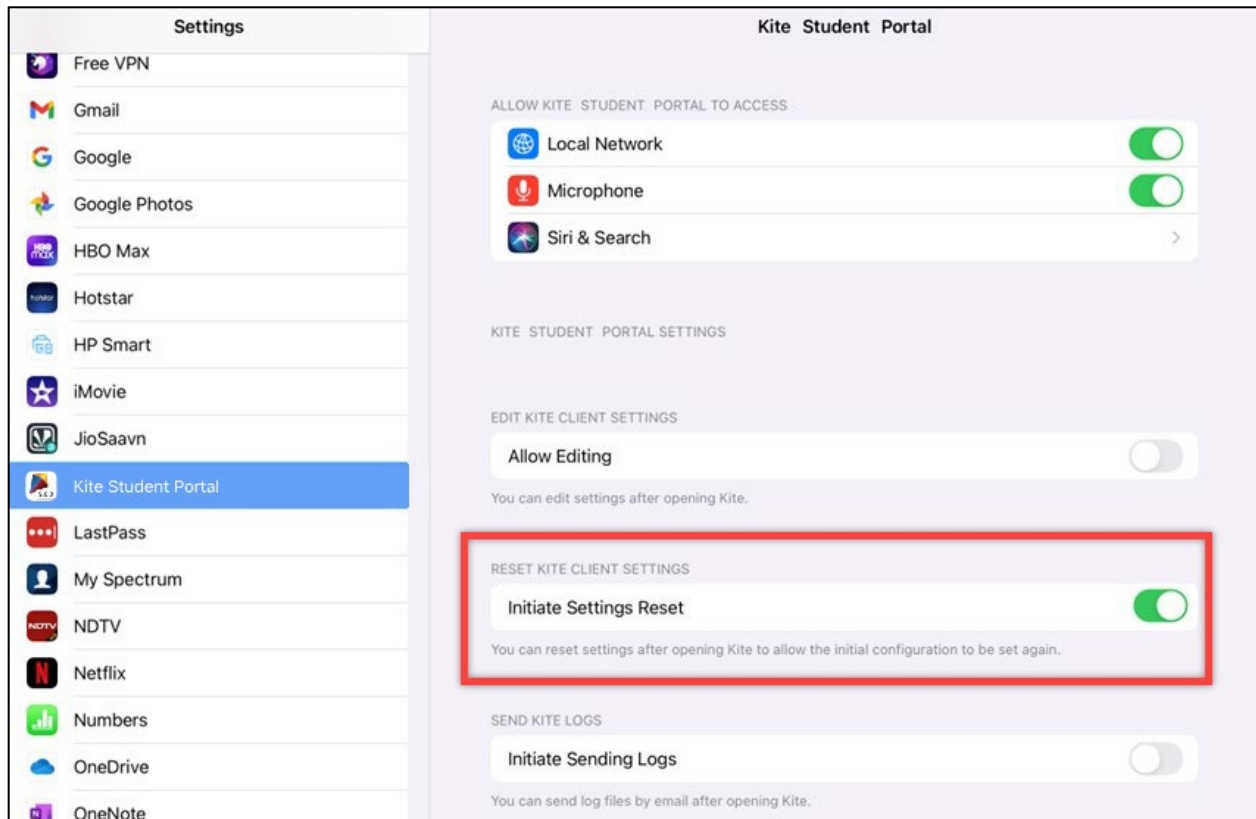 Settings
Free VPN
Gmail
Google
Google Photos
HBO Max
Hotstar
HP Smart
iMovie
JioSaavn
Kite Student Portal
LastPass
My Spectrum
NDTV
Netflix
Numbers
OneDrive
OneNote
Kite Student Portal
ALLOW KITE STUDENT PORTAL TO ACCESS
Local Network
Microphone
Siri & Search
KITE STUDENT PORTAL SETTINGS
EDIT KITE CLIENT SETTINGS
Allow Editing
You can edit settings after opening Kite.
RESET KITE CLIENT SETTINGS
Initiate Settings Reset
You can reset settings after opening Kite to allow the initial configuration to be set again.
SEND KITE LOGS
Initiate Sending Logs
You can send log files by email after opening Kite.